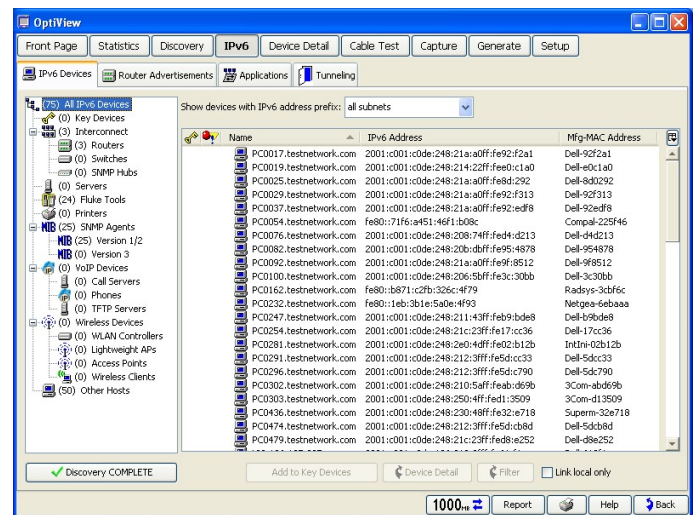 OptiView
Front Page Statistics Discovery IPv6 Device Detail Cable Test Capture Generate Setup
IPv6 Devices Router Advertisements Applications Tunneling
(75) All IPv6 Devices
(0) Key Devices
(3) Interconnect
(3) Routers
(0) Switches
(0) SNMP Hubs
(0) Servers
(24) Fluke Tools
(0) Printers
MIB (25) SNMP Agents
MIB (25) Version 1/2
MIB (0) Version 3
(0) VoIP Devices
(0) Call Servers
(0) Phones
(0) TFTP Servers
(0) Wireless Devices
(0) WLAN Controllers
(0) Lightweight APs
(0) Access Points
(0) Wireless Clients
(50) Other Hosts
Show devices with IPv6 address prefix: all subnets
Name IPv6 Address Mfg-MAC Address
PC0017.testnetwork.com 2001:c001:c0de:248:21a:a0ff:fe92:f2a1 Dell-92f2a1
PC0019.testnetwork.com 2001:c001:c0de:248:214:22ff:fee0:c1a0 Dell-e0c1a0
PC0025.testnetwork.com 2001:c001:c0de:248:21a:a0ff:fe8d:292 Dell-8d0292
PC0029.testnetwork.com 2001:c001:c0de:248:21a:a0ff:fe92:f313 Dell-92f313
PC0037.testnetwork.com 2001:c001:c0de:248:21a:a0ff:fe92:edf8 Dell-92edf8
PC0054.testnetwork.com fe80::71f6:a451:46f1:b08c Compal-225f46
PC0076.testnetwork.com 2001:c001:c0de:248:208:74ff:fed4:d213 Dell-d4d213
PC0082.testnetwork.com 2001:c001:c0de:248:20b:dbff:fe95:4878 Dell-954878
PC0092.testnetwork.com 2001:c001:c0de:248:21a:a0ff:fe9f:8512 Dell-9f8512
PC0100.testnetwork.com 2001:c001:c0de:248:206:5bff:fe3c:30bb Dell-3c30bb
PC0162.testnetwork.com fe80::b871:c2fb:326c:4f79 Radsys-3cbf6c
PC0232.testnetwork.com fe80::1eb:3b1e:5a0e:4f93 Netgea-6ebaaa
PC0247.testnetwork.com 2001:c001:c0de:248:211:43ff:feb9:bde8 Dell-b9bde8
PC0254.testnetwork.com 2001:c001:c0de:248:21c:23ff:fe17:cc36 Dell-17cc36
PC0281.testnetwork.com 2001:c001:c0de:248:2e0:4dff:fe02:b12b IntIni-02b12b
PC0291.testnetwork.com 2001:c001:c0de:248:212:3fff:fe5d:cc33 Dell-5dcc33
PC0296.testnetwork.com 2001:c001:c0de:248:212:3fff:fe5d:c790 Dell-5dc790
PC0302.testnetwork.com 2001:c001:c0de:248:210:5aff:feab:d69b 3Com-abd69b
PC0303.testnetwork.com 2001:c001:c0de:248:250:4ff:fed1:3509 3Com-d13509
PC0436.testnetwork.com 2001:c001:c0de:248:230:48ff:fe32:e718 Superm-32e718
PC0474.testnetwork.com 2001:c001:c0de:248:212:3fff:fe5d:cb8d Dell-5dcb8d
PC0479.testnetwork.com 2001:c001:c0de:248:21c:23ff:fed8:e252 Dell-d8e252
Discovery COMPLETE Add to Key Devices Device Detail Filter Link local only
1000MB Report Help Back